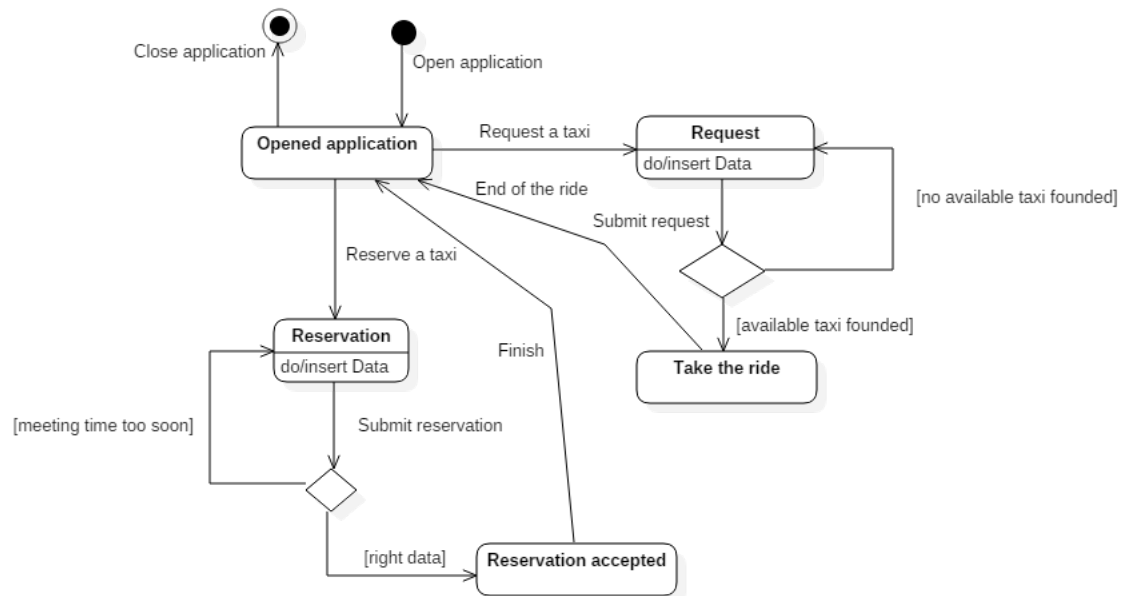 Close application
Open application
Opened application
Request a taxi
Request
do/insert Data
End of the ride
[no available taxi founded]
Submit request
Reserve a taxi
[available taxi founded]
Reservation
do/insert Data
Finish
Take the ride
[meeting time too soon]
Submit reservation
[right data]
Reservation accepted